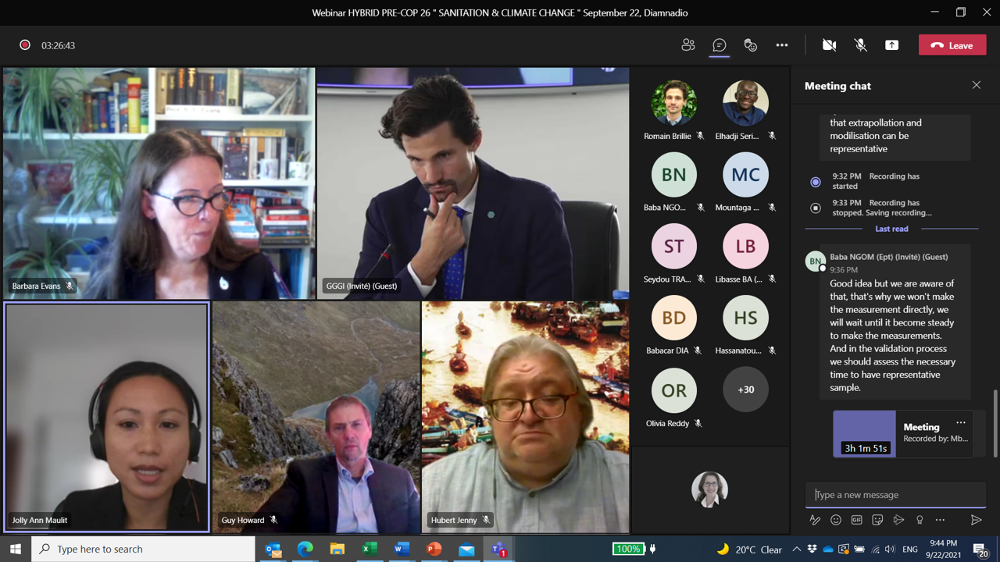 Webinar HYBRID PRE-COP 26 " SANITATION & CLIMATE CHANGE " September 22, Diamnadio
03:26:43
Leave
Barbara Evans
GGGI (Invité) (Guest)
Jolly Ann Maulit
Guy Howard
Hubert Jenny
Romain Brillie
Elhadji Seri...
BN
MC
Baba NGO...
Mountaga ...
ST
LB
Seydou TRA...
Libasse BA (...
BD
HS
Babacar DIA
Hassanatou...
OR
+30
Olivia Reddy
Meeting chat
that extrapollation and
modilisation can be
representative
9:32 PM Recording has
started
9:33 PM Recording has
stopped. Saving recording...
Last read
BN
Baba NGOM (Ept) (Invité) (Guest)
9:36 PM
Good idea but we are aware of
that, that's why we won't make
the measurement directly, we
will wait until it become steady
to make the measurements.
And in the validation process
we should assess the necessary
time to have representative
sample.
Meeting
Recorded by: Mb...
3h 1m 51s
Type a new message
GIF
Type here to search
100%
20°C Clear
ENG
9:44 PM
9/22/2021
20